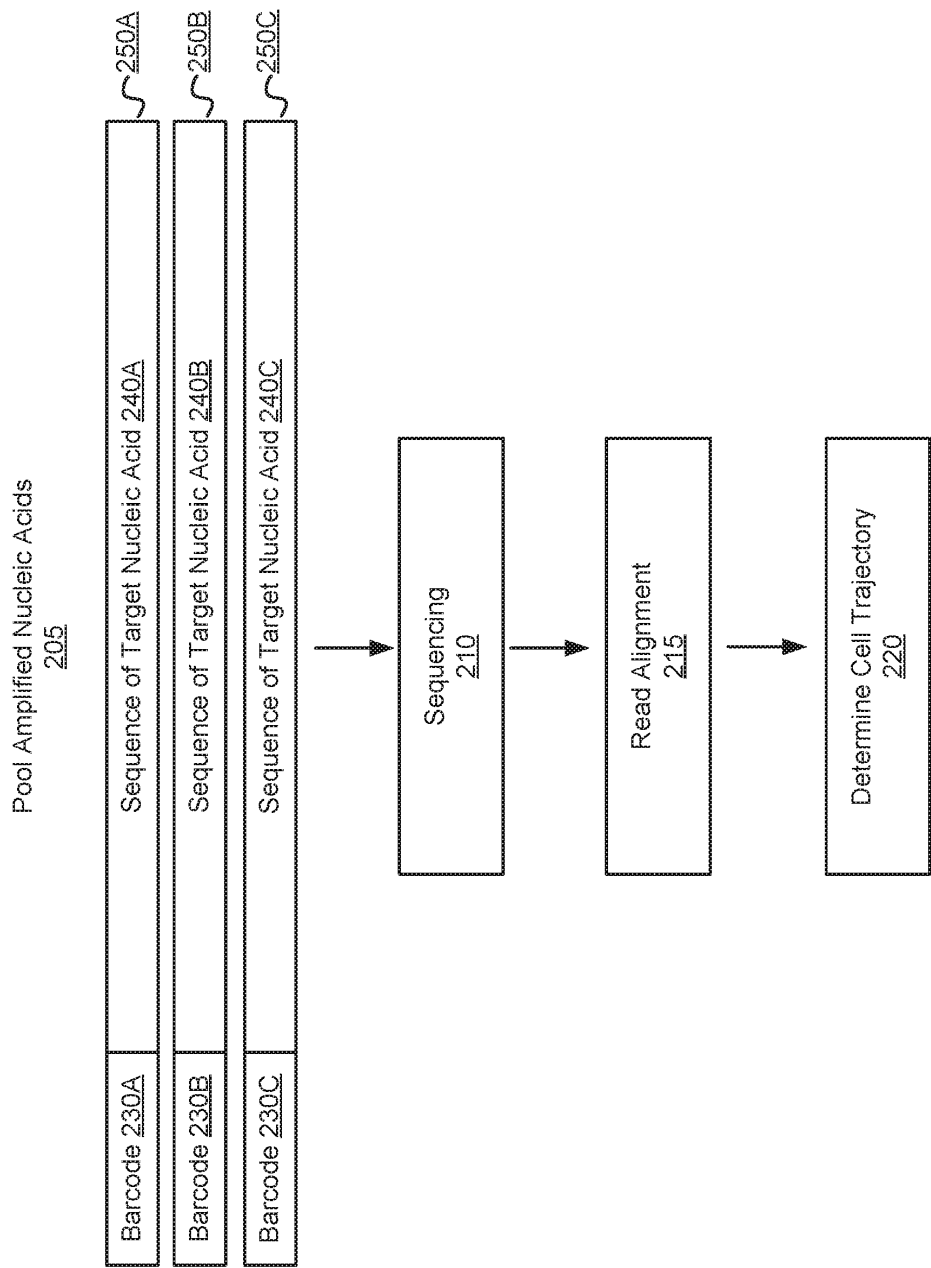 Pool Amplified Nucleic Acids
205
Barcode 230A Sequence of Target Nucleic Acid 240A 250A
Barcode 230B Sequence of Target Nucleic Acid 240B 250B
Barcode 230C Sequence of Target Nucleic Acid 240C 250C
Sequencing
210
Read Alignment
215
Determine Cell Trajectory
220